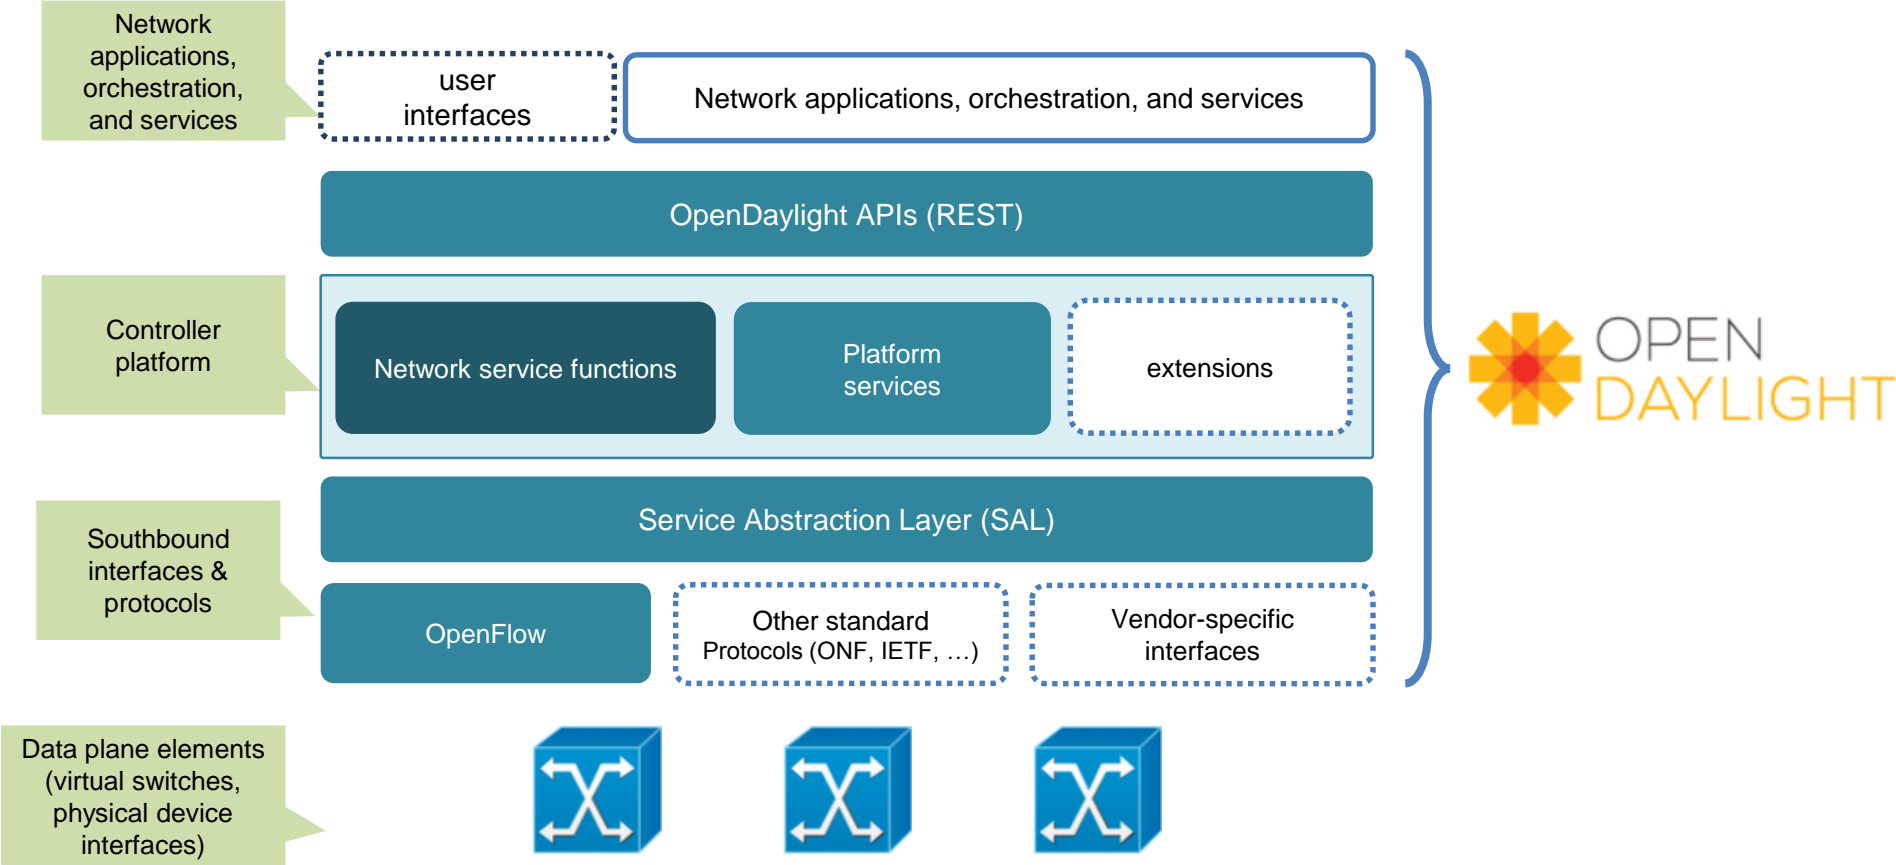 Network
applications,
orchestration,
and services
user
interfaces
Network applications, orchestration, and services
OpenDaylight APIs (REST)
Controller
platform
Network service functions
Platform
services
extensions
OPEN
DAYLIGHT
Service Abstraction Layer (SAL)
Southbound
interfaces &
protocols
OpenFlow
Other standard
Protocols (ONF, IETF, …)
Vendor-specific
interfaces
Data plane elements
(virtual switches,
physical device
interfaces)